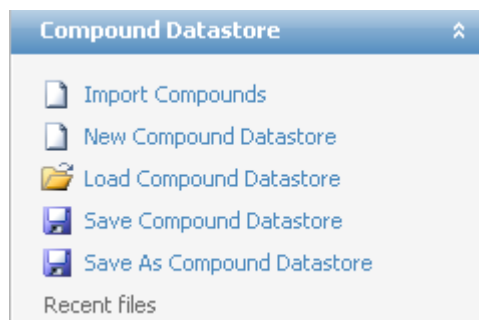 Compound Datastore
Import Compounds
New Compound Datastore
Load Compound Datastore
Save Compound Datastore
Save As Compound Datastore
Recent files